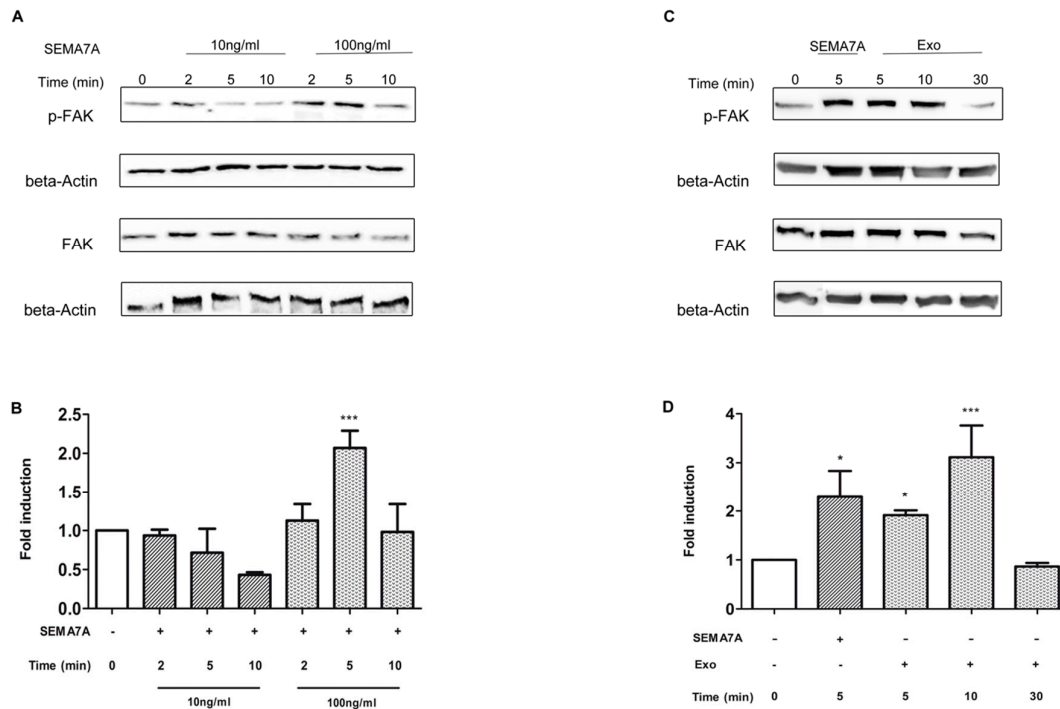 A
SEMA7A 10ng/ml 100ng/ml
Time (min) 0 2 5 10 2 5 10
p-FAK
beta-Actin
FAK
beta-Actin
C
SEMA7A Exo
Time (min) 0 5 5 10 30
p-FAK
beta-Actin
FAK
beta-Actin
B
Fold induction
2.5
2.0
1.5
1.0
0.5
0.0
***
SEMA7A - + + + + + +
Time (min) 0 2 5 10 2 5 10
10ng/ml 100ng/ml
D
Fold induction
4
3
2
1
0
* * ***
SEMA7A - + - - -
Exo - - + + +
Time (min) 0 5 5 10 30